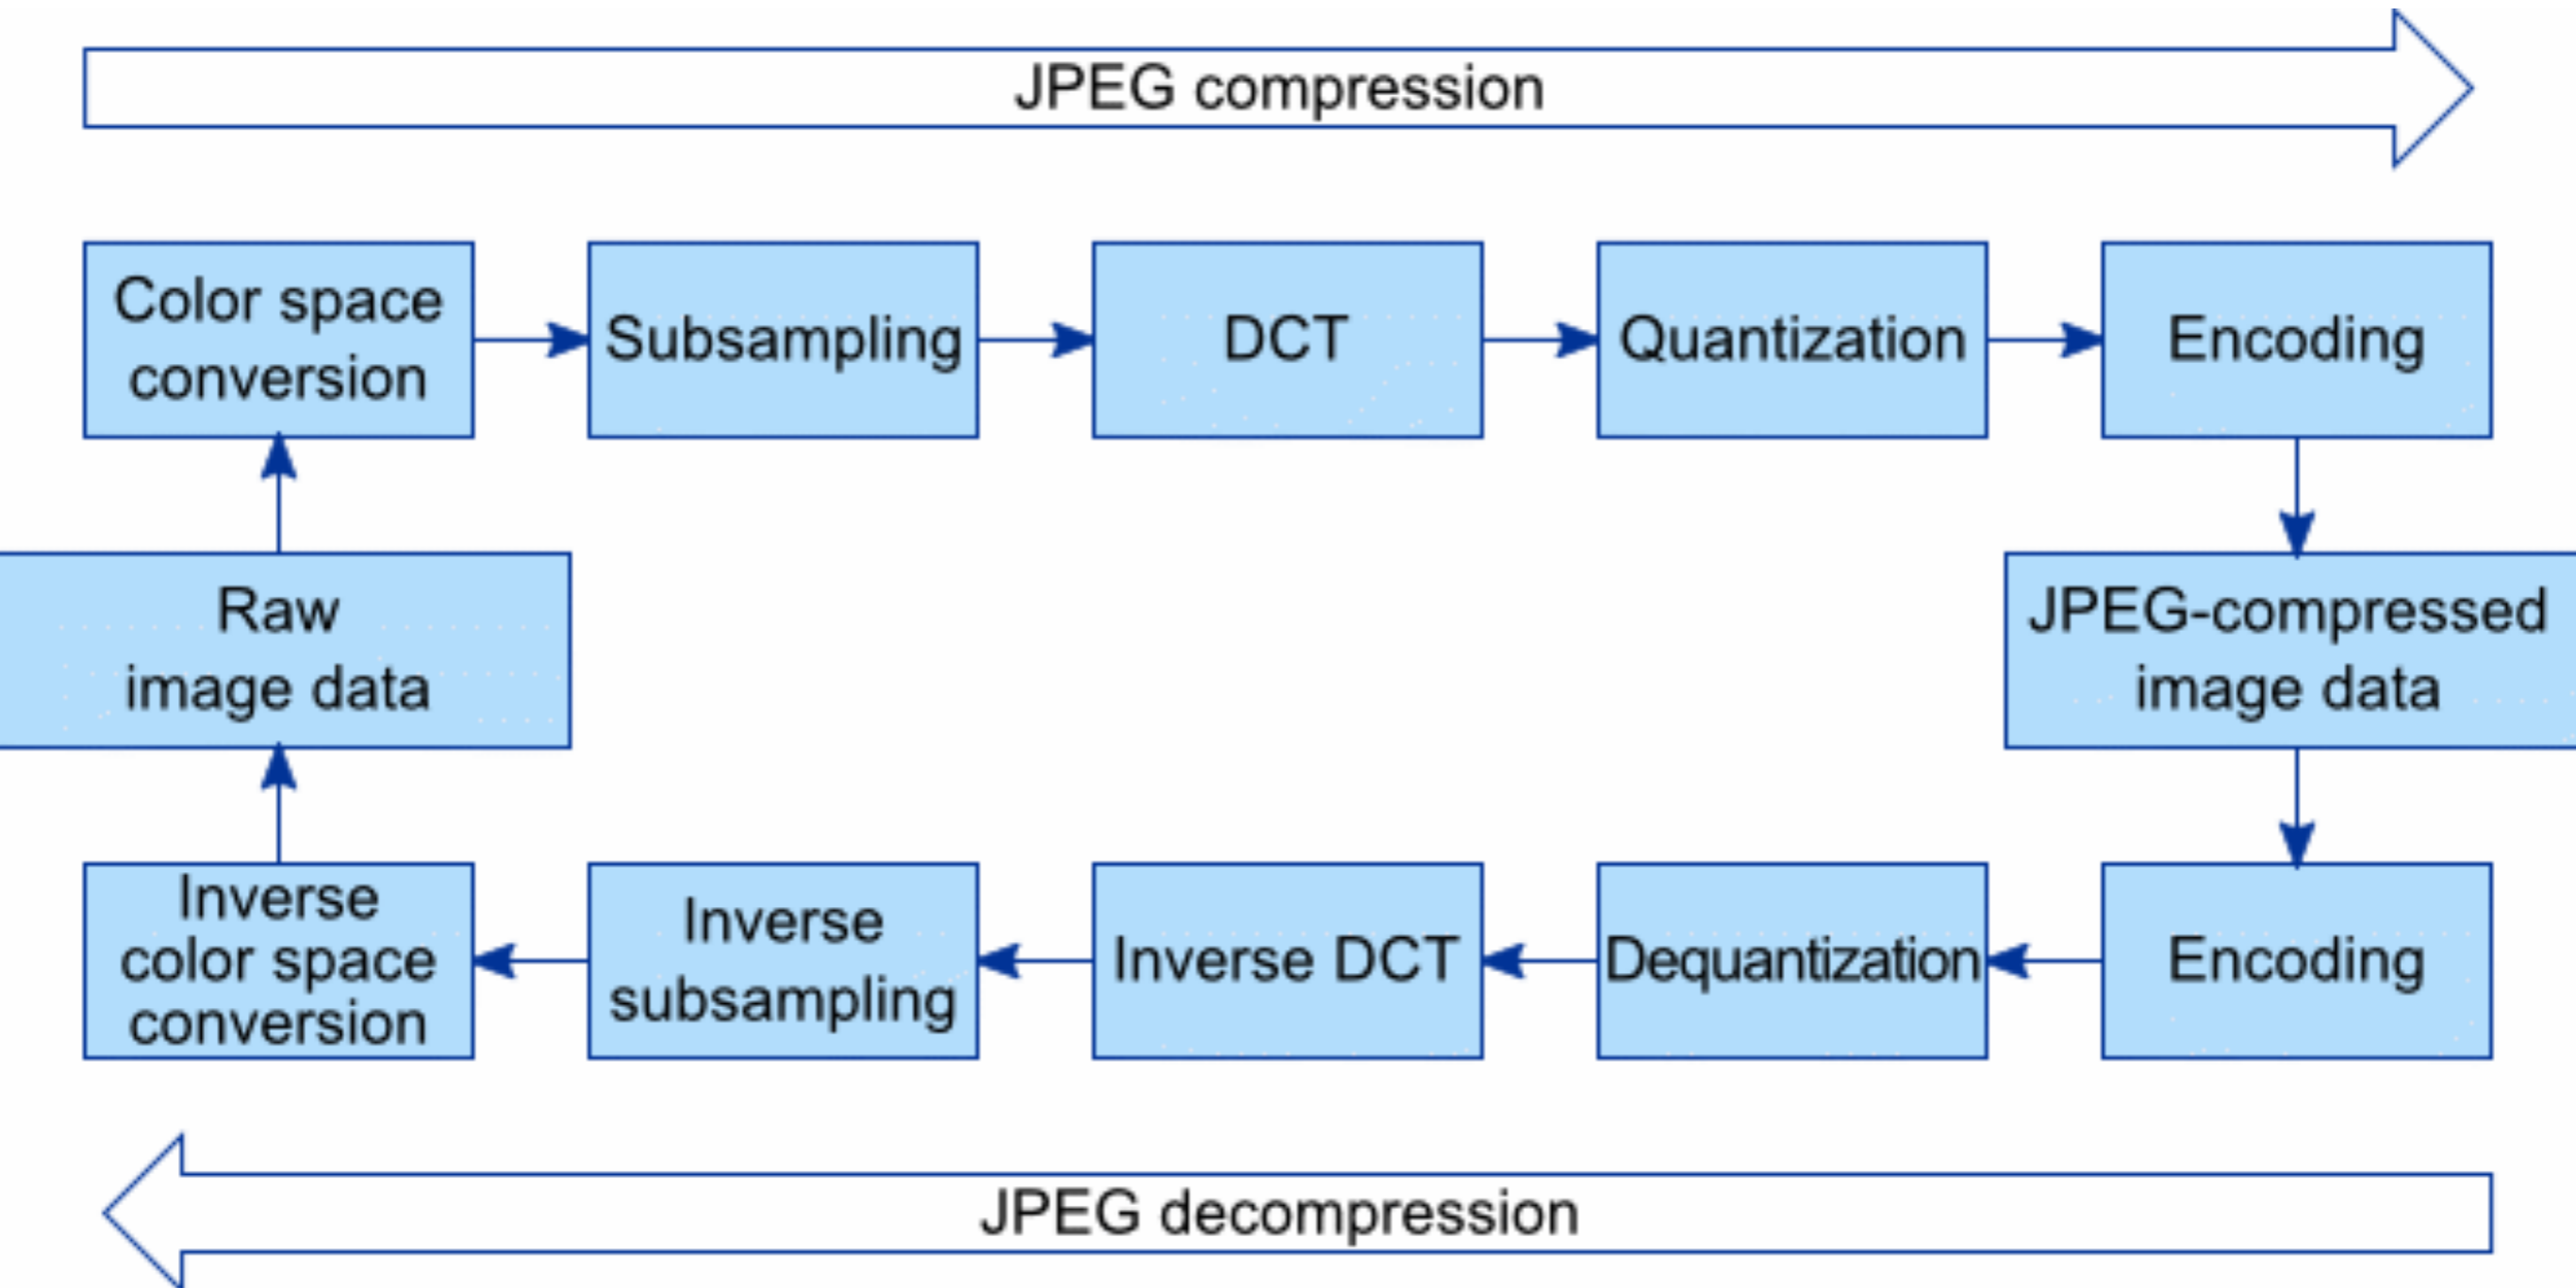 JPEG compression
Color space
conversion
Subsampling
DCT
Quantization
Encoding
Raw
image data
JPEG-compressed
image data
Inverse
color space
conversion
Inverse
subsampling
Inverse DCT
Dequantization
Encoding
JPEG decompression